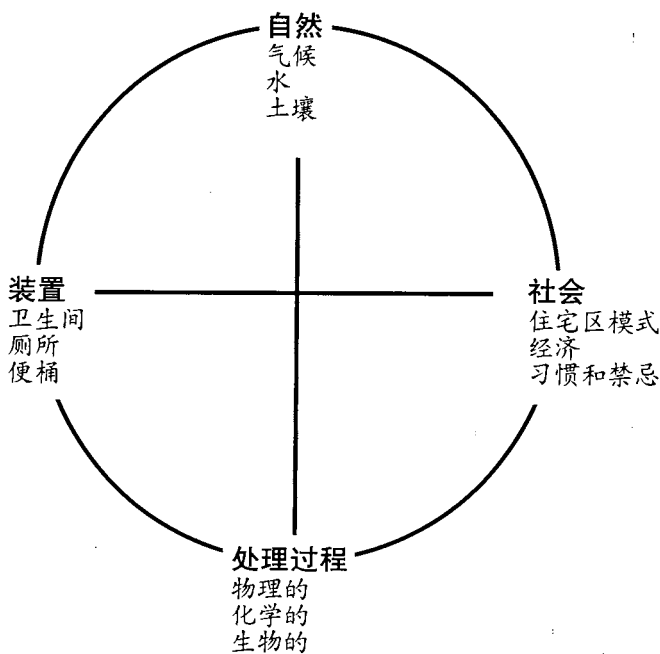 自然
气候
水
土壤
装置
卫生间
厕所
便桶
社会
住宅区模式
经济
习惯和禁忌
处理过程
物理的
化学的
生物的